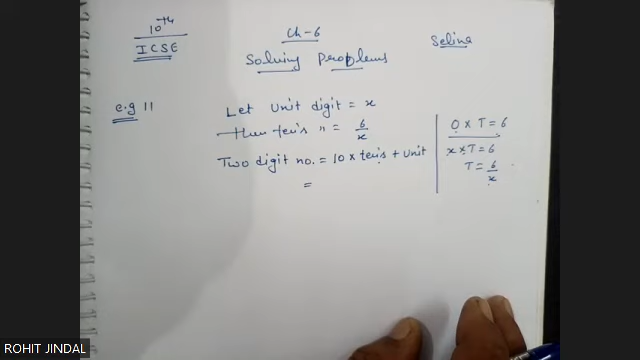 10th
ICSE
Ch-6
Solving Problems
Selina
e.g 11
Let Unit digit = x
Then ten's " = 6/x
Two digit no. = 10 × ten's + Unit
=
O × T = 6
x × T = 6
T = 6/x
ROHIT JINDAL